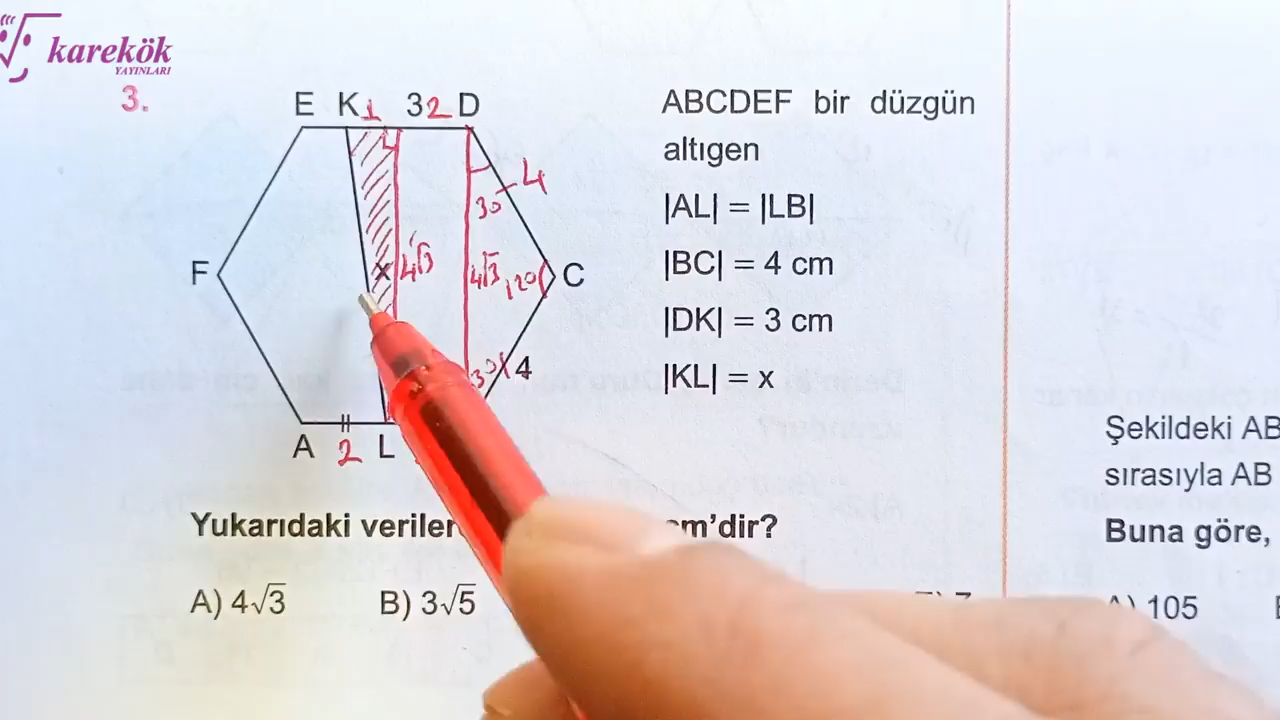 karekök
YAYINLARI
3.
E K 1 3 2 D
4
30
F x 4√3 4√3 120 C
30 4
A 2 L
ABCDEF bir düzgün
altıgen
|AL| = |LB|
|BC| = 4 cm
|DK| = 3 cm
|KL| = x
Yukarıdaki veriler cm'dir?
A) 4√3 B) 3√5 7
Şekildeki AB
sırasıyla AB
Buna göre,
A) 105